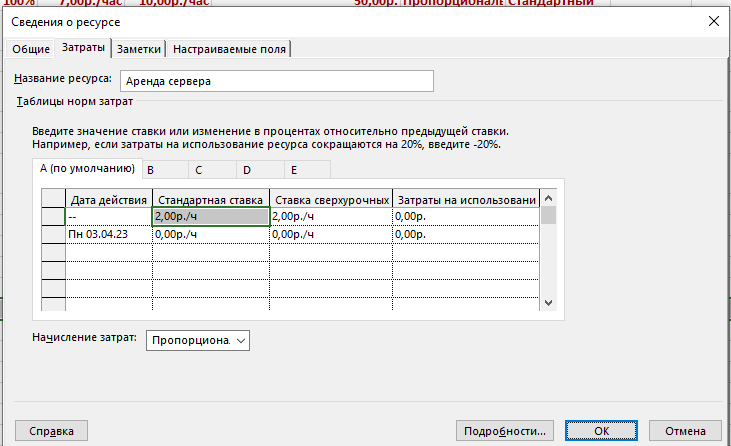 100% 7,00р./час 10,00р./час 50,00р. Пропорциональ Стандартный
Сведения о ресурсе
Общие Затраты Заметки Настраиваемые поля
Название ресурса: Аренда сервера
Таблицы норм затрат
Введите значение ставки или изменение в процентах относительно предыдущей ставки.
Например, если затраты на использование ресурса сокращаются на 20%, введите -20%.
A (по умолчанию) B C D E
Дата действия Стандартная ставка Ставка сверхурочных Затраты на использовани
-- 2,00р./ч 2,00р./ч 0,00р.
Пн 03.04.23 0,00р./ч 0,00р./ч 0,00р.
Начисление затрат: Пропорциона.
Справка Подробности... ОК Отмена